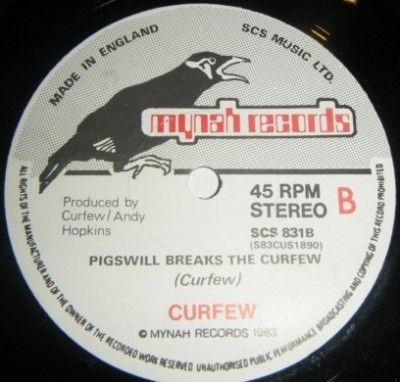 MADE IN ENGLAND
SCS MUSIC LTD.
mynah records
Produced by
Curfew/Andy
Hopkins
45 RPM
STEREO B
SCS 831B
(S83CUS1890)
PIGSWILL BREAKS THE CURFEW
(Curfew)
CURFEW
© MYNAH RECORDS 1983
ALL RIGHTS OF THE MANUFACTURER AND OF THE OWNER OF THE RECORDED WORK RESERVED UNAUTHORISED PUBLIC PERFORMANCE BROADCASTING AND COPYING OF THIS RECORD PROHIBITED